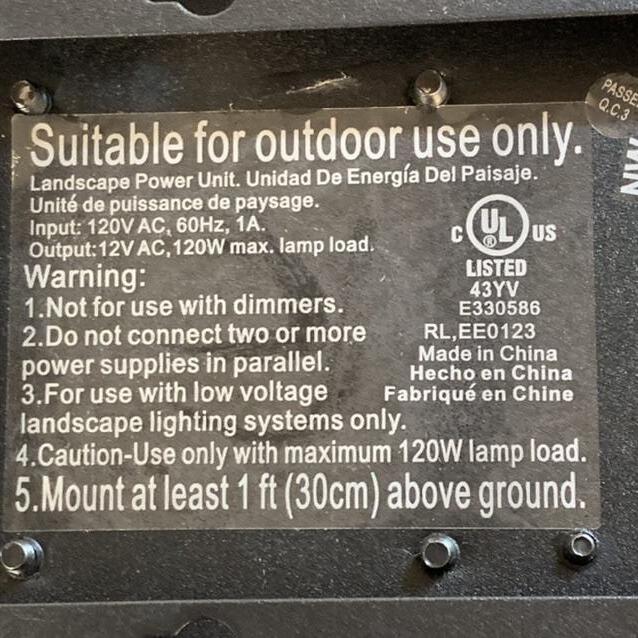 PASSE
Q.C.3
Suitable for outdoor use only.
Landscape Power Unit. Unidad De Energía Del Paisaje.
Unité de puissance de paysage.
Input: 120V AC, 60Hz, 1A.
Output:12V AC,120W max. lamp load.
Warning:
1.Not for use with dimmers.
2.Do not connect two or more
power supplies in parallel.
3.For use with low voltage
landscape lighting systems only.
4.Caution-Use only with maximum 120W lamp load.
5.Mount at least 1 ft (30cm) above ground.
C UL ® US
LISTED
43YV
E330586
RL,EE0123
Made in China
Hecho en China
Fabriqué en Chine